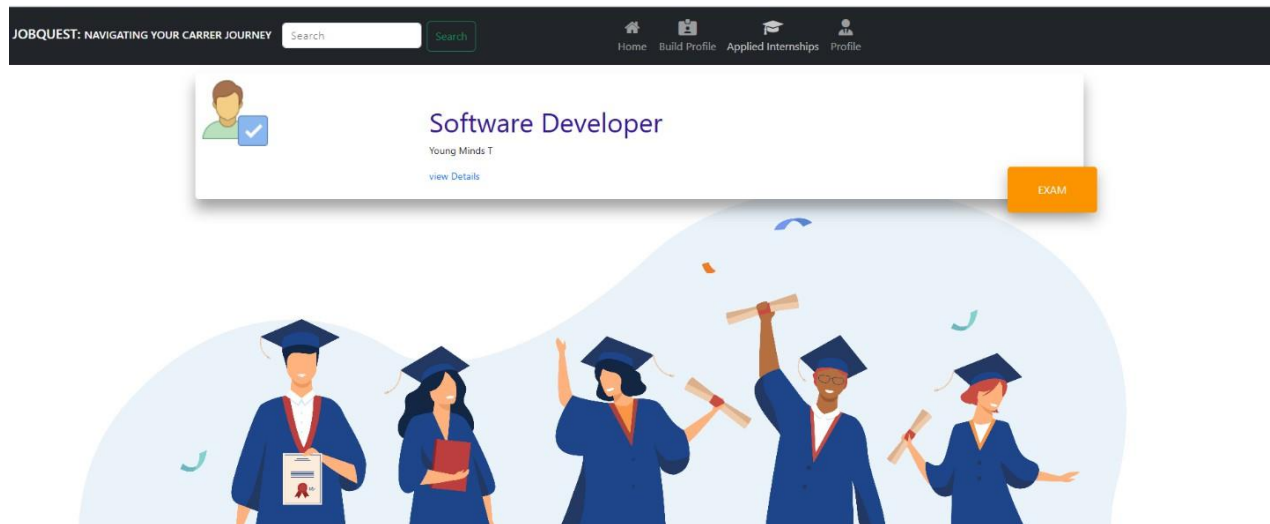 JOBQUEST: NAVIGATING YOUR CARRER JOURNEY Search Search
Home Build Profile Applied Internships Profile
Software Developer
Young Minds T
view Details
EXAM